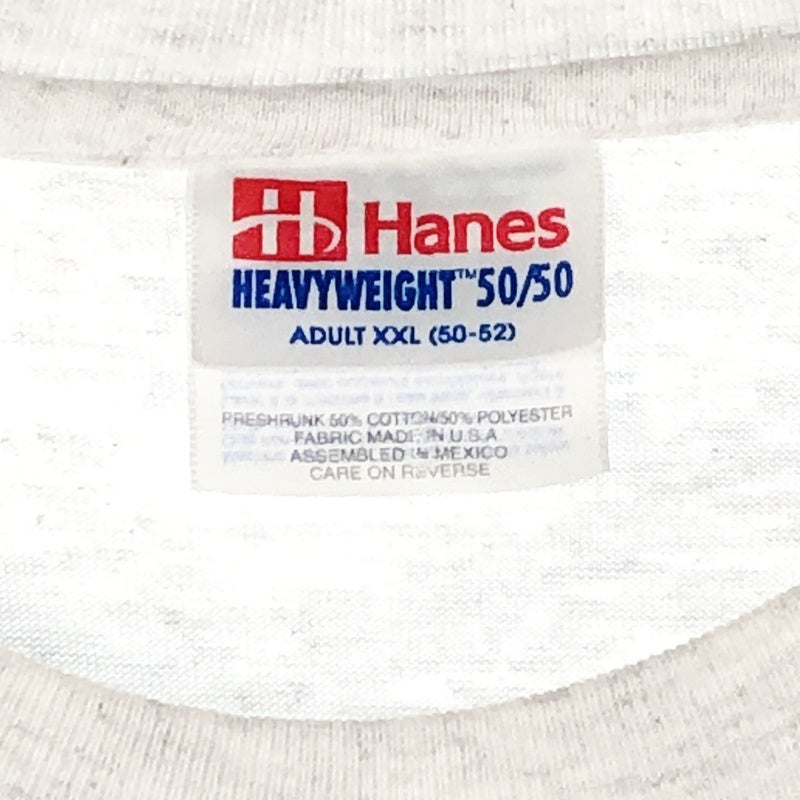 H Hanes
HEAVYWEIGHT™ 50/50
ADULT XXL (50-52)
PRESHRUNK 50% COTTON/50% POLYESTER
FABRIC MADE IN U.S.A.
ASSEMBLED IN MEXICO
CARE ON REVERSE